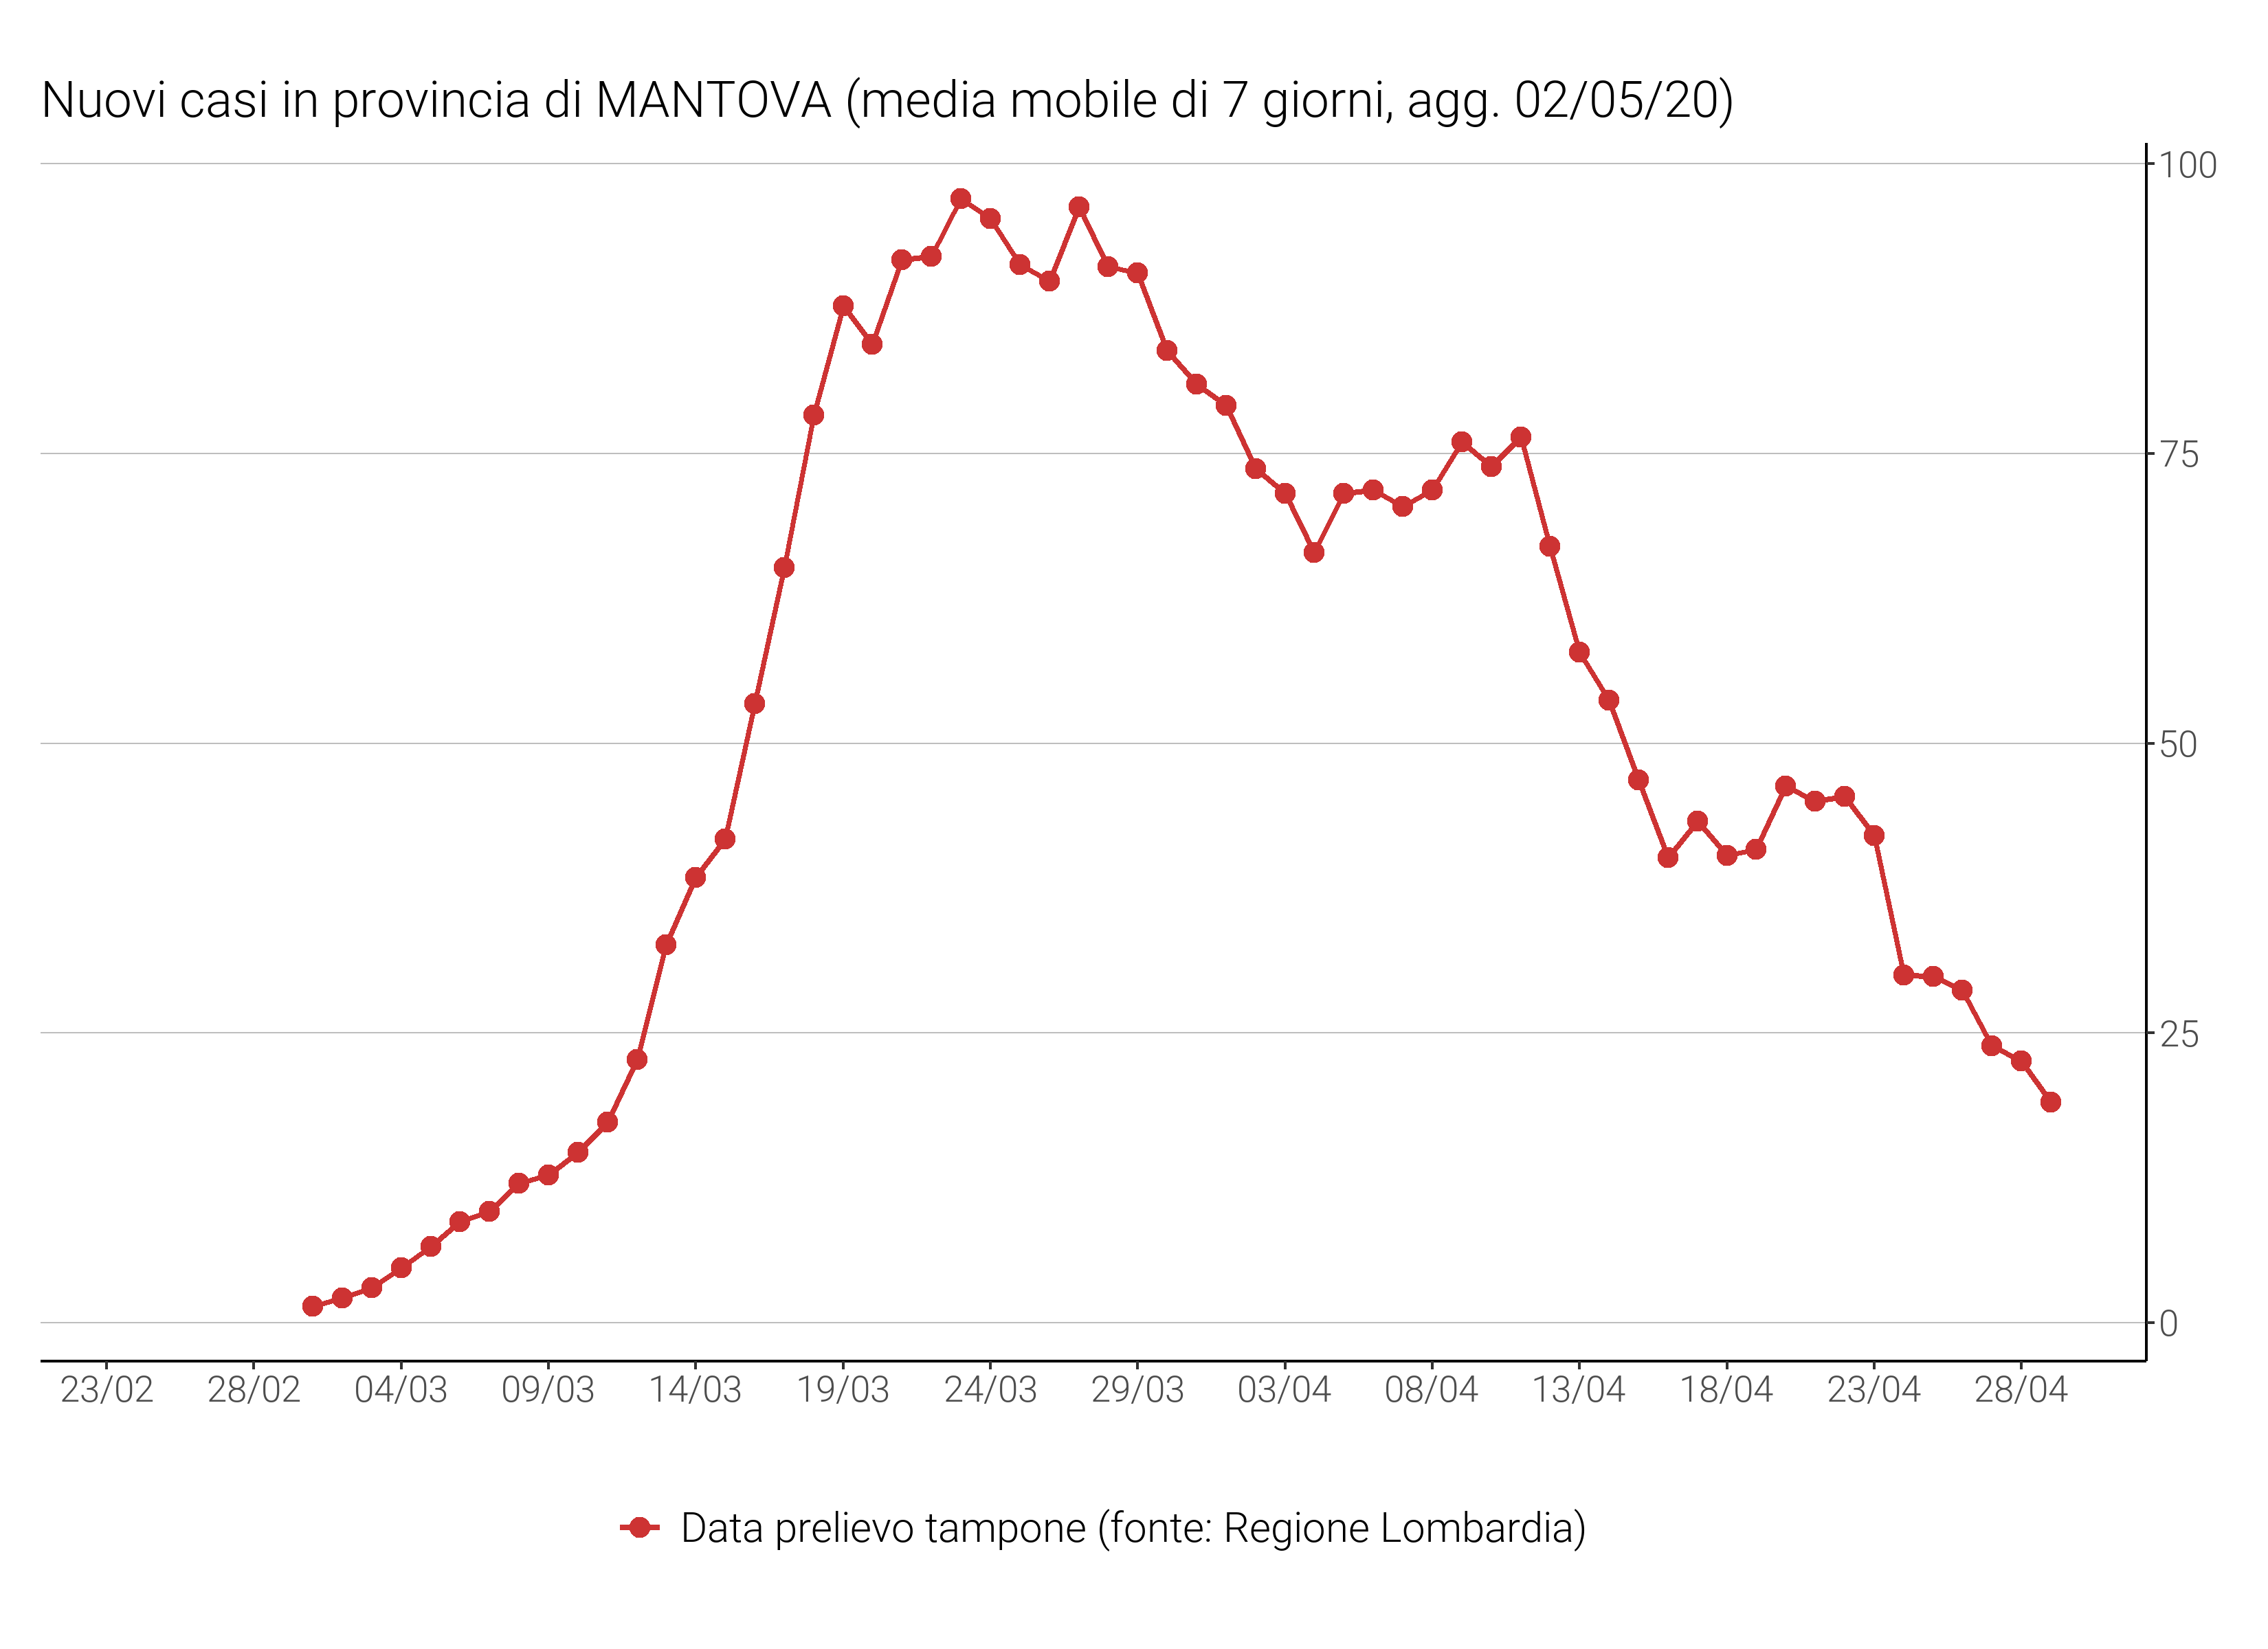 Nuovi casi in provincia di MANTOVA (media mobile di 7 giorni, agg. 02/05/20)
100
75
50
25
0
23/02 28/02 04/03 09/03 14/03 19/03 24/03 29/03 03/04 08/04 13/04 18/04 23/04 28/04
Data prelievo tampone (fonte: Regione Lombardia)